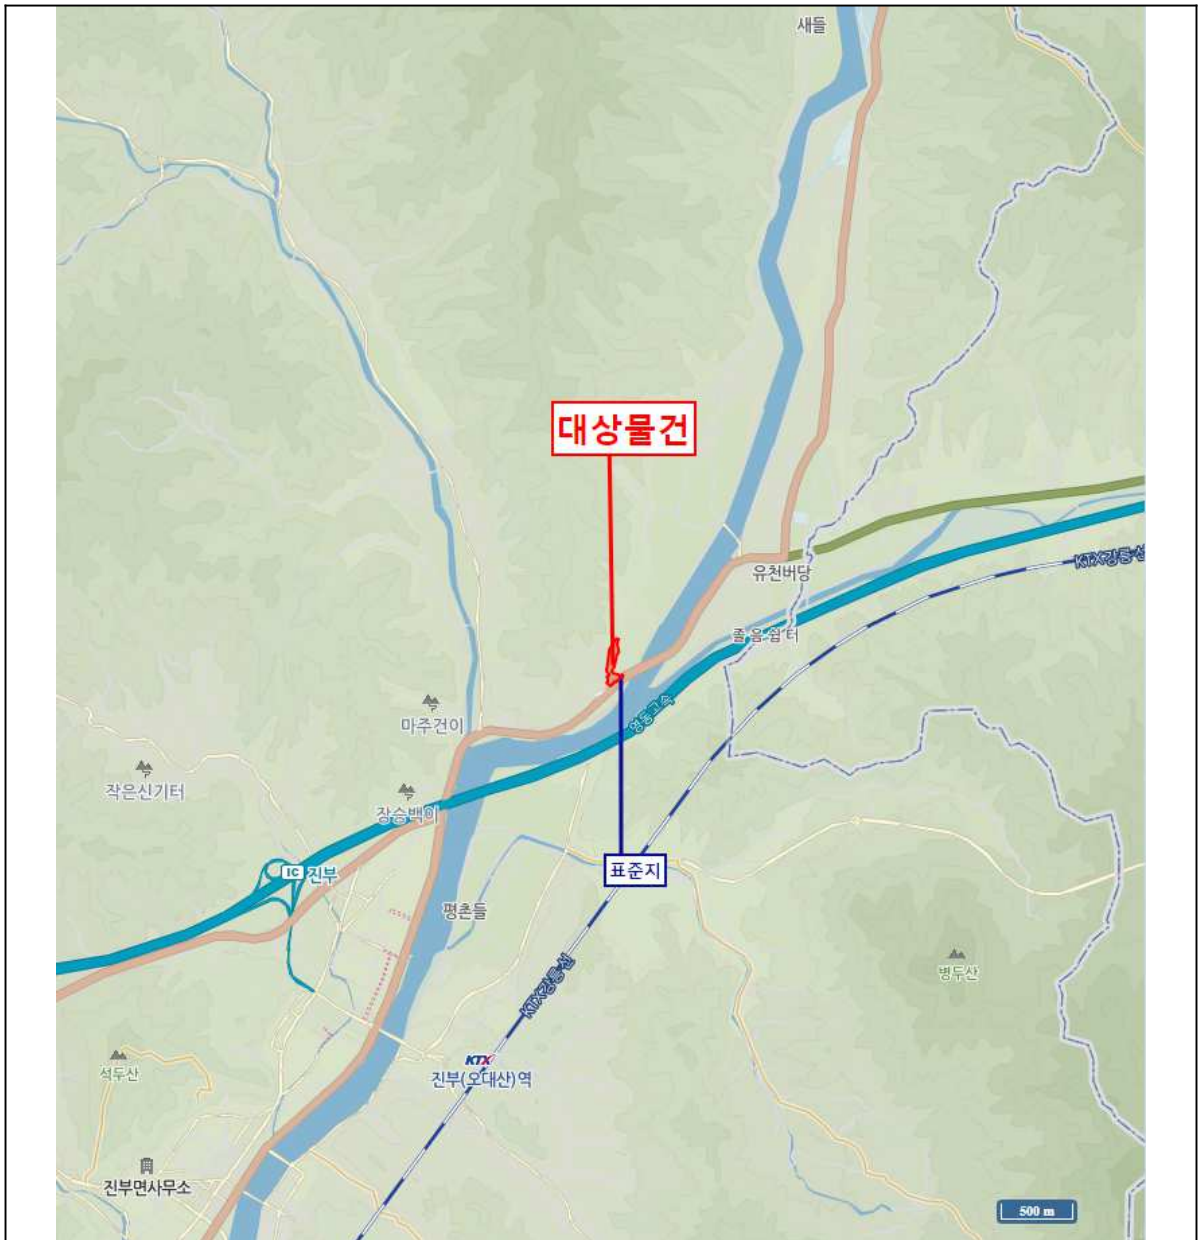 새들
대상물건
유천버당
KTX강릉선
졸음쉼터
영동고속
마주건이
작은신기터
장승백이
IC 진부
표준지
평촌들
병두산
KTX강릉선
KTX
진부(오대산)역
석두산
진부면사무소
500 m